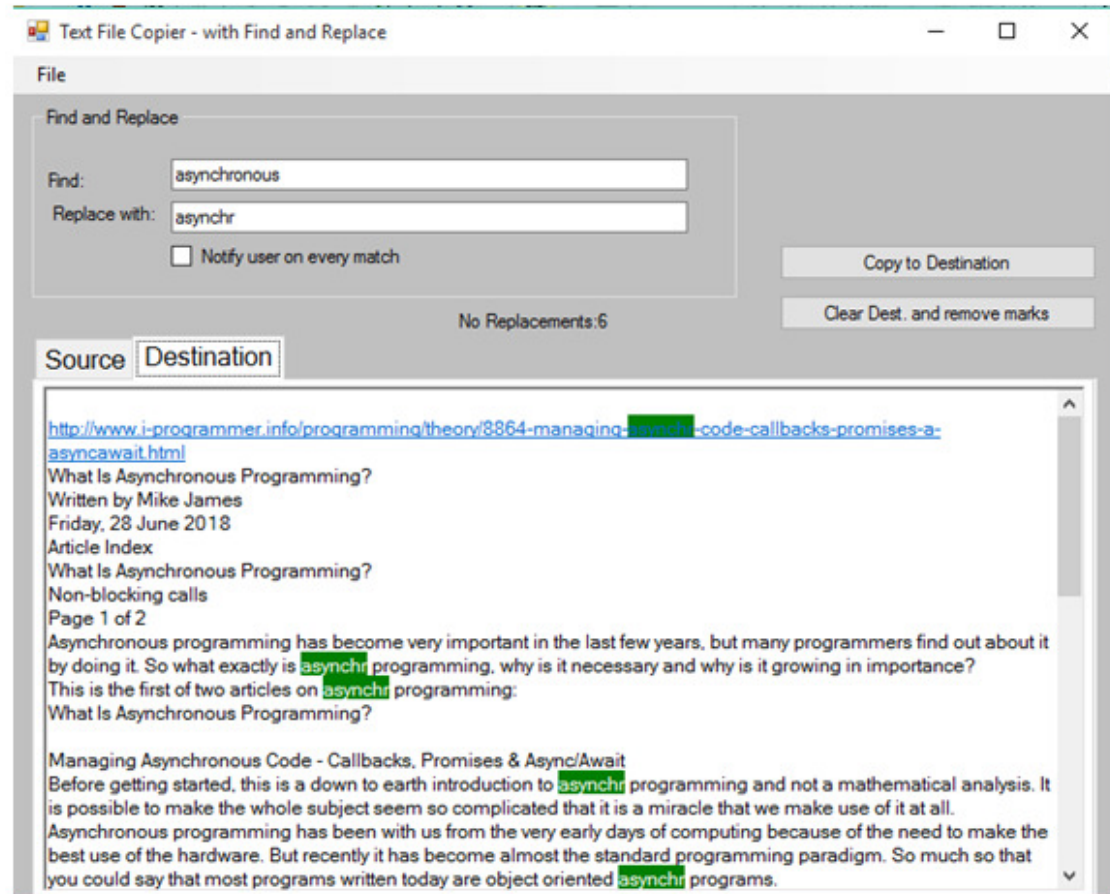 Text File Copier - with Find and Replace
File
Find and Replace
Find:
asynchronous
Replace with:
asynchr
Notify user on every match
Copy to Destination
No Replacements:6
Clear Dest. and remove marks
Source
Destination
http://www.i-programmer.info/programming/theory/8864-managing-asynchr-code-callbacks-promises-a-
asyncawait.html
What Is Asynchronous Programming?
Written by Mike James
Friday, 28 June 2018
Article Index
What Is Asynchronous Programming?
Non-blocking calls
Page 1 of 2
Asynchronous programming has become very important in the last few years, but many programmers find out about it
by doing it. So what exactly is asynchr programming, why is it necessary and why is it growing in importance?
This is the first of two articles on asynchr programming:
What Is Asynchronous Programming?
Managing Asynchronous Code - Callbacks, Promises & Async/Await
Before getting started, this is a down to earth introduction to asynchr programming and not a mathematical analysis. It
is possible to make the whole subject seem so complicated that it is a miracle that we make use of it at all.
Asynchronous programming has been with us from the very early days of computing because of the need to make the
best use of the hardware. But recently it has become almost the standard programming paradigm. So much so that
you could say that most programs written today are object oriented asynchr programs.